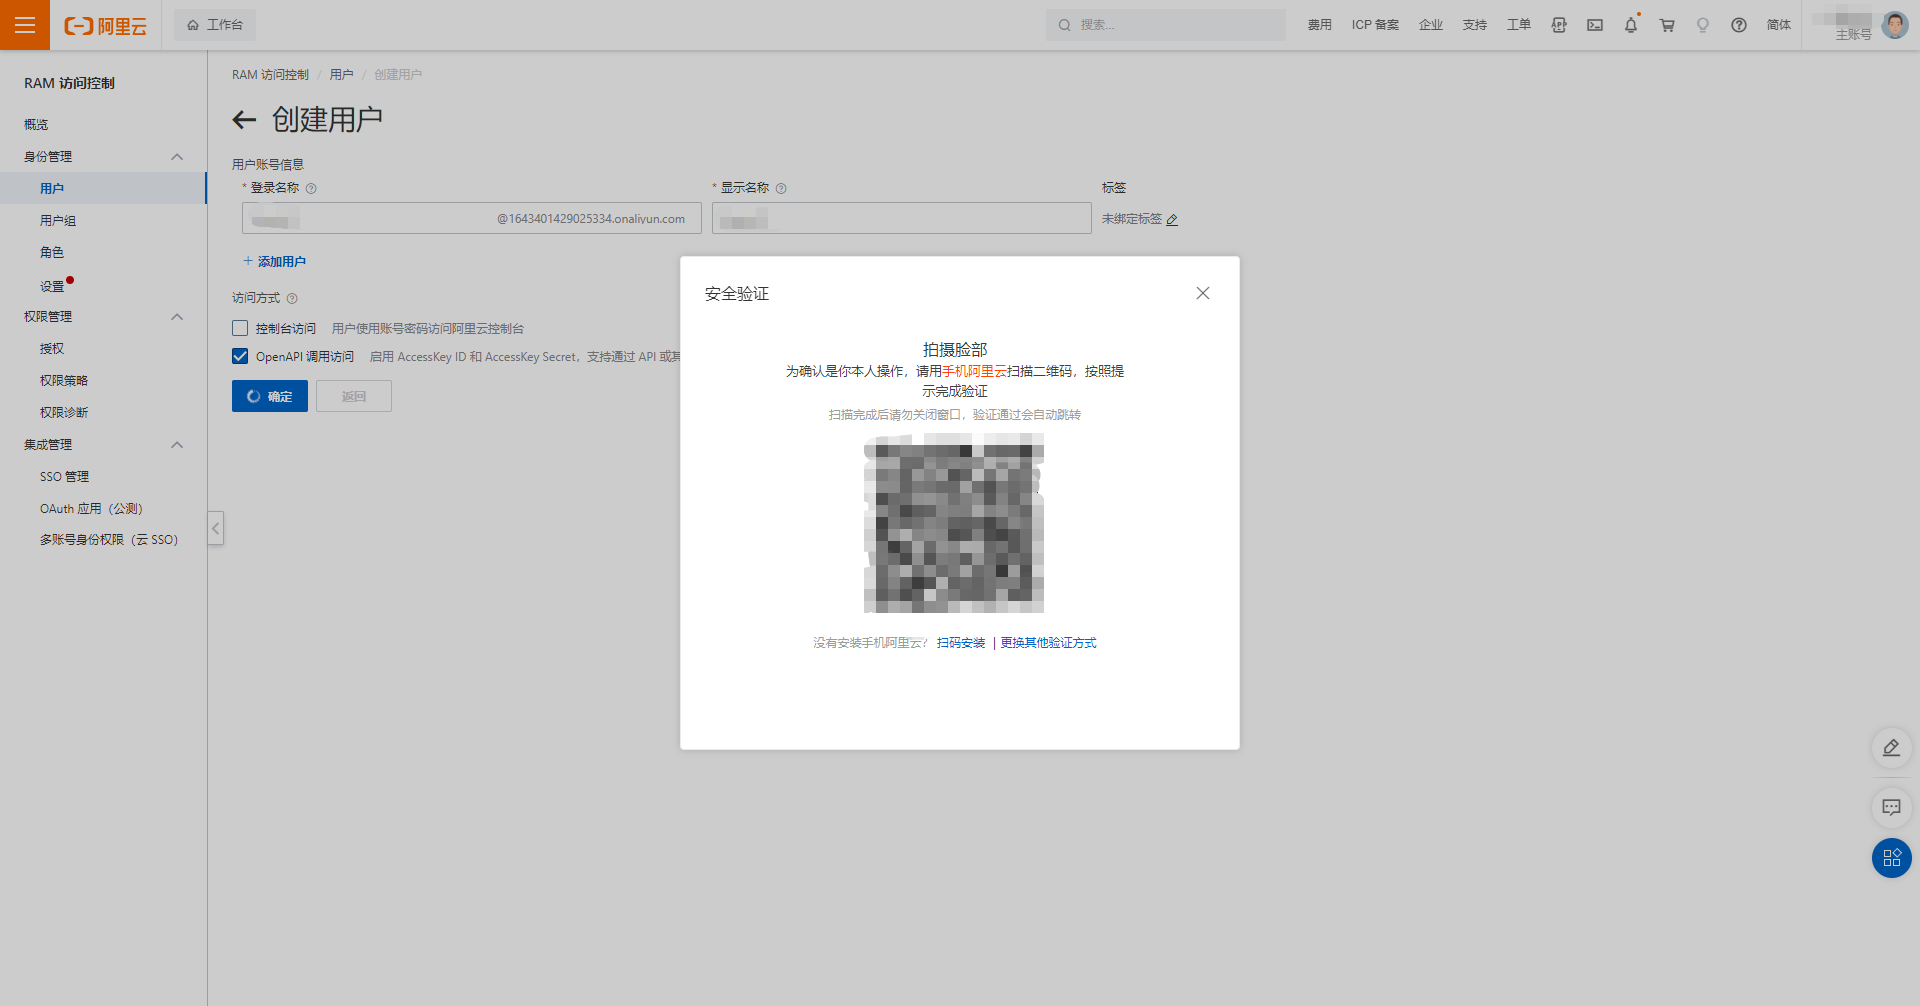 阿里云
工作台
搜索...
费用
ICP 备案
企业
支持
工单
简体
主账号
RAM 访问控制
概览
身份管理
用户
用户组
角色
设置
权限管理
授权
权限策略
权限诊断
集成管理
SSO 管理
OAuth 应用（公测）
多账号身份权限（云 SSO）
RAM 访问控制 / 用户 / 创建用户
创建用户
用户账号信息
* 登录名称
* 显示名称
标签
@1643401429025334.onaliyun.com
未绑定标签
+ 添加用户
访问方式
控制台访问 用户使用账号密码访问阿里云控制台
OpenAPI 调用访问 启用 AccessKey ID 和 AccessKey Secret，支持通过 API 或
确定
返回
安全验证
拍摄脸部
为确认是你本人操作，请用手机阿里云扫描二维码，按照提
示完成验证
扫描完成后请勿关闭窗口，验证通过会自动跳转
没有安装手机阿里云？ 扫码安装 | 更换其他验证方式